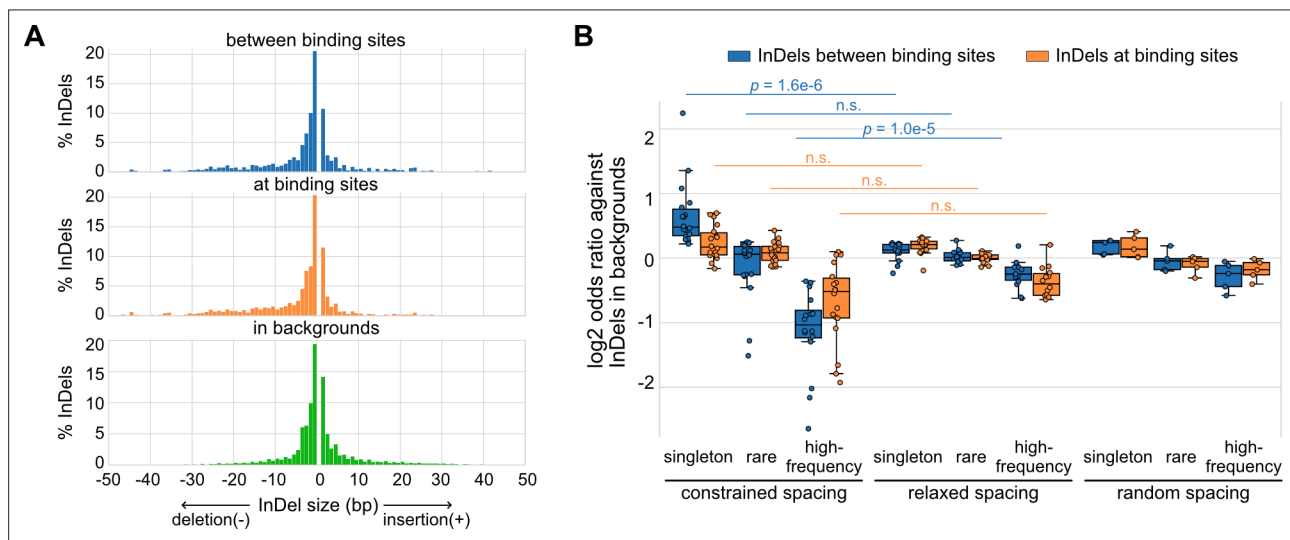 A
between binding sites
% InDels
20
15
10
5
0
at binding sites
% InDels
20
15
10
5
0
in backgrounds
% InDels
20
15
10
5
0
-50 -40 -30 -20 -10 0 10 20 30 40 50
InDel size (bp)
deletion(-) insertion(+)
B
InDels between binding sites InDels at binding sites
p = 1.6e-6
n.s.
p = 1.0e-5
n.s.
n.s.
n.s.
log2 odds ratio against
InDels in backgrounds
2
1
0
-1
-2
singleton rare high-
frequency singleton rare high-
frequency singleton rare high-
frequency
constrained spacing relaxed spacing random spacing